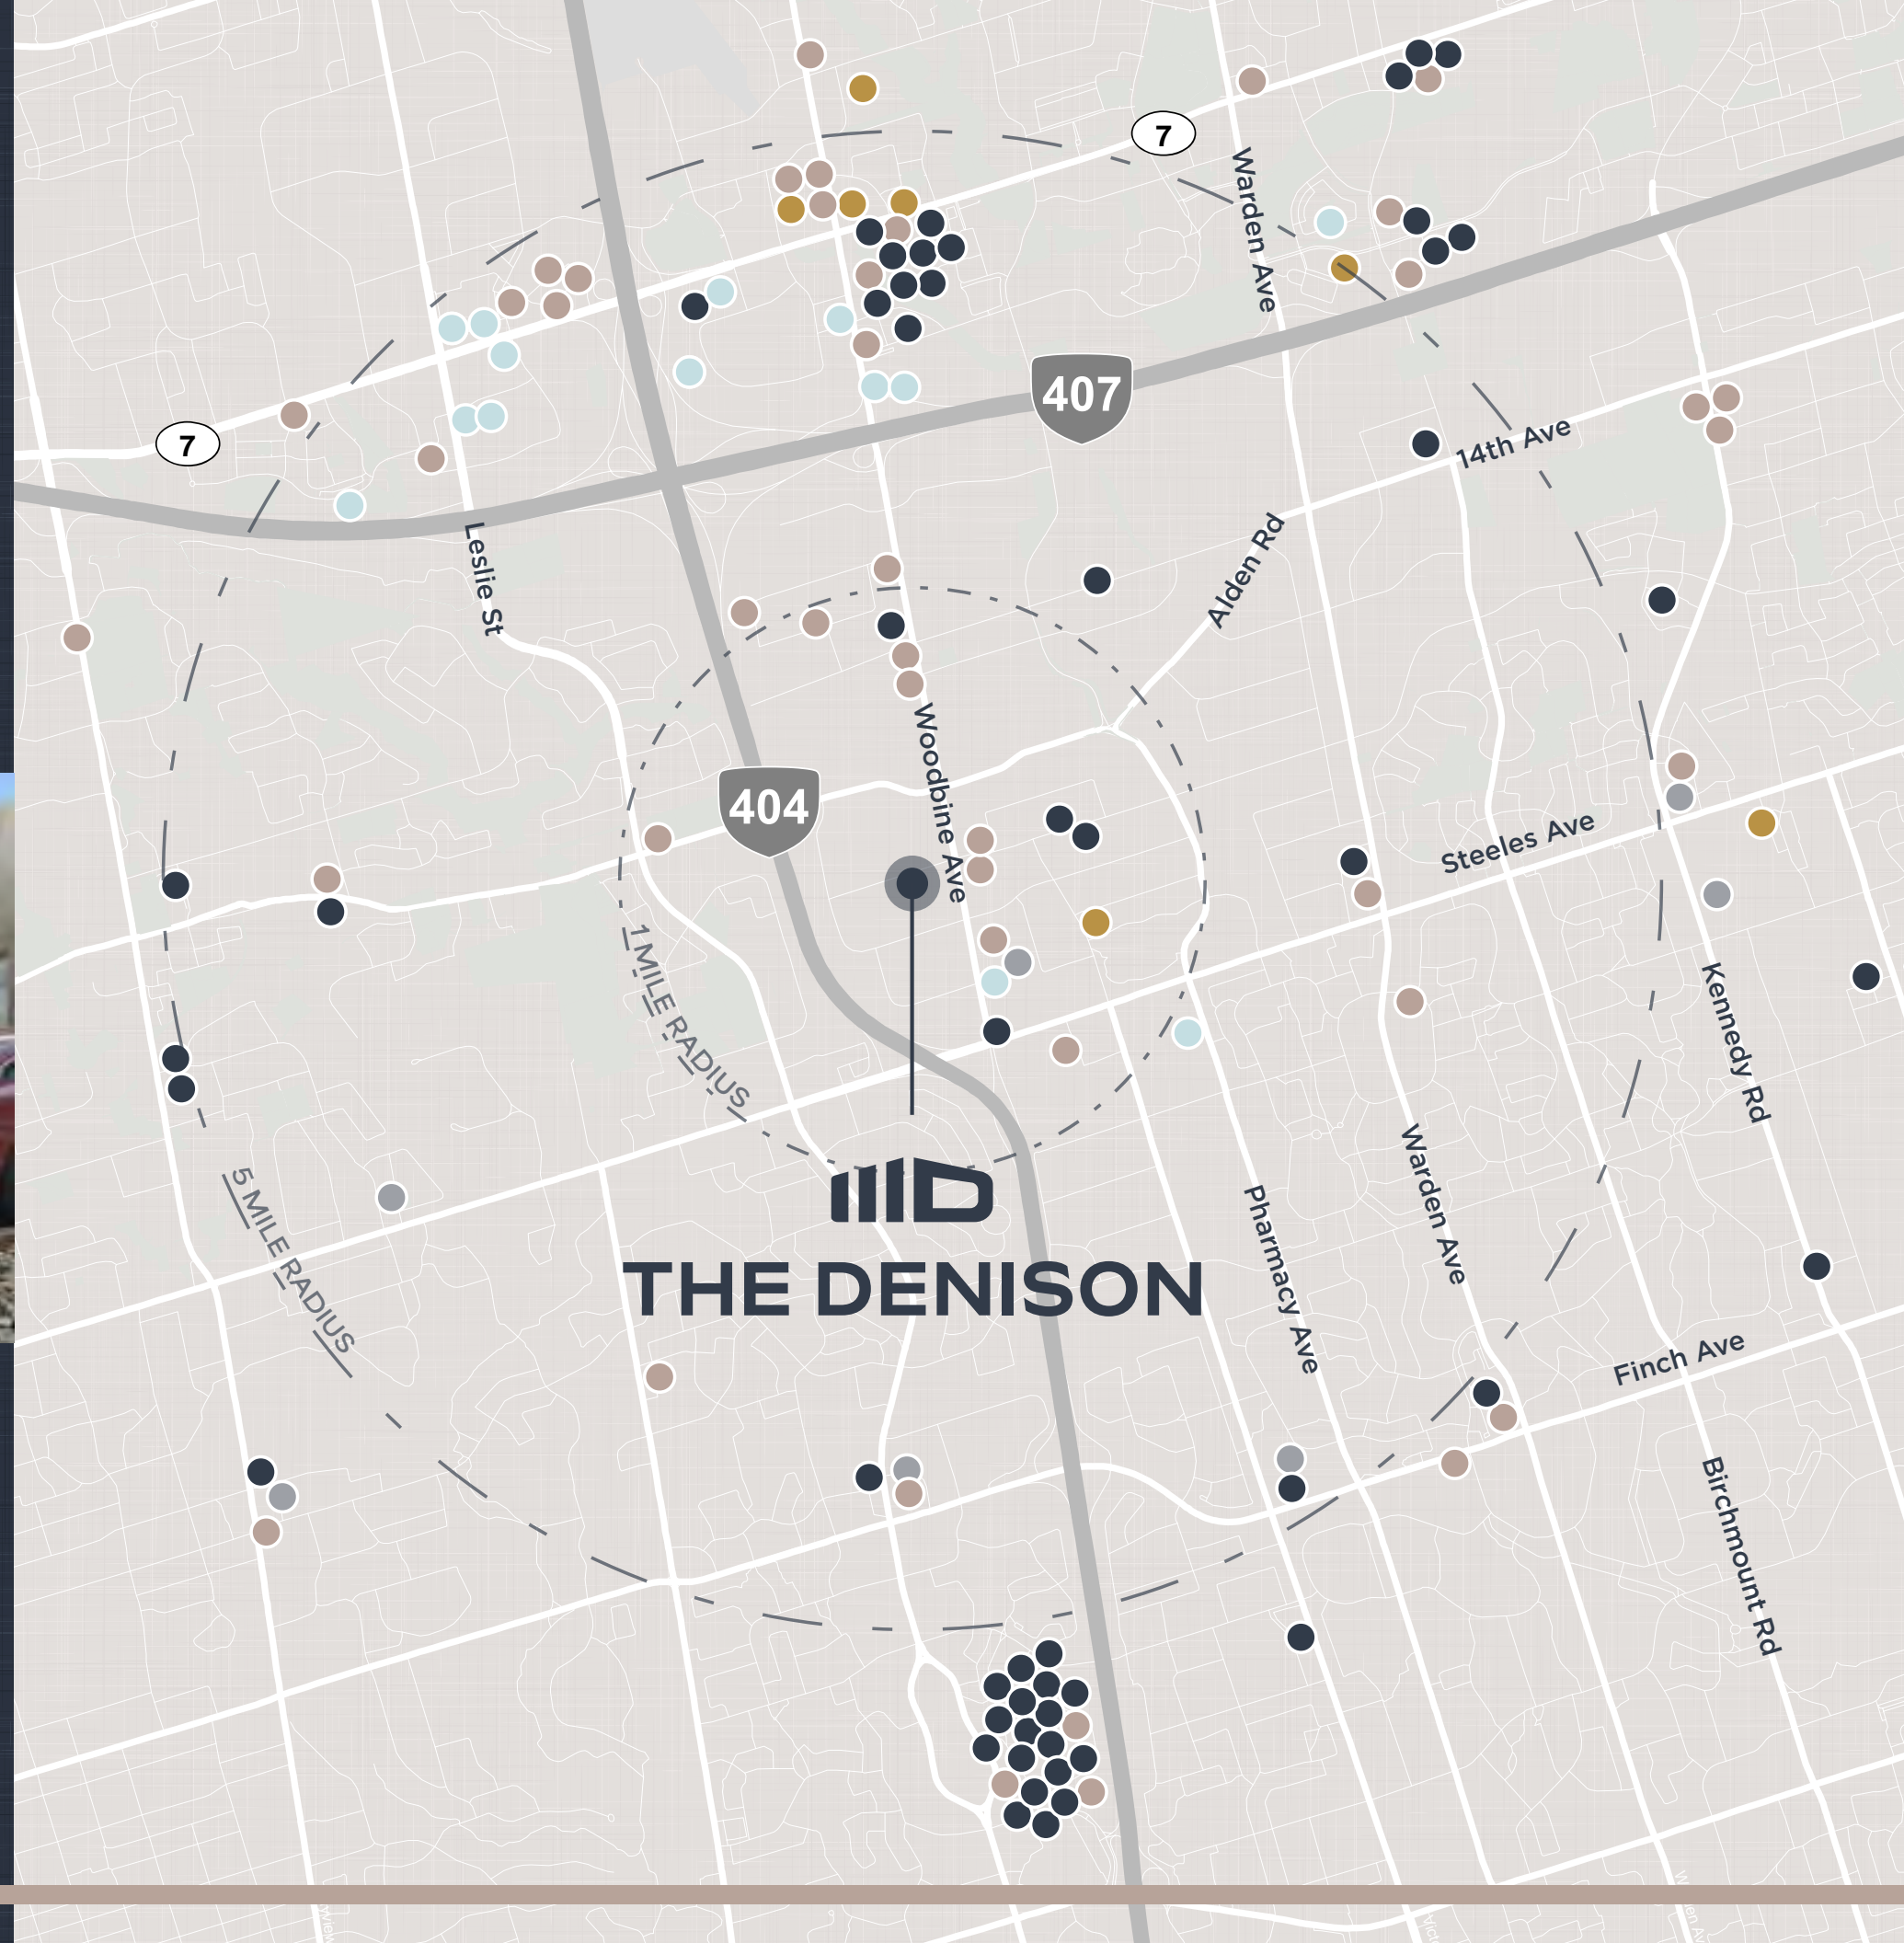 7
Warden Ave
407
7
14th Ave
Alden Rd
Leslie St
Woodbine Ave
404
Steeles Ave
1 MILE RADIUS
Kennedy Rd
5 MILE RADIUS
Warden Ave
Pharmacy Ave
THE DENISON
Finch Ave
Birchmount Rd